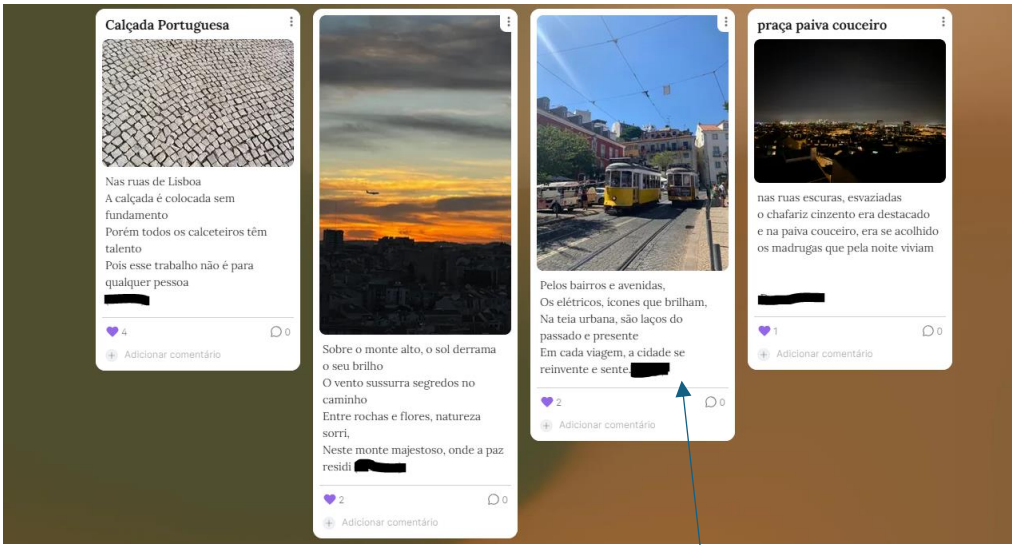 Calçada Portuguesa
Nas ruas de Lisboa
A calçada é colocada sem
fundamento
Porém todos os calceteiros têm
talento
Pois esse trabalho não é para
qualquer pessoa
4
0
Adicionar comentário
Sobre o monte alto, o sol derrama
o seu brilho
O vento sussurra segredos no
caminho
Entre rochas e flores, natureza
sorri,
Neste monte majestoso, onde a paz
residi
2
0
Adicionar comentário
Pelos bairros e avenidas,
Os elétricos, ícones que brilham,
Na teia urbana, são laços do
passado e presente
Em cada viagem, a cidade se
reinvente e sente.
2
0
Adicionar comentário
praça paiva couceiro
nas ruas escuras, esvaziadas
o chafariz cinzento era destacado
e na paiva couceiro, era se acolhido
os madrugas que pela noite viviam
1
0
Adicionar comentário